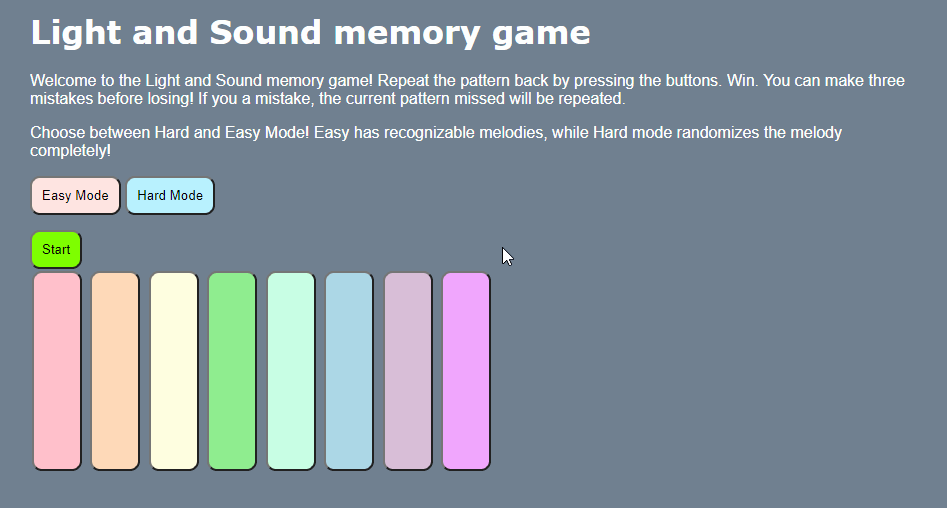 Light and Sound memory game
Welcome to the Light and Sound memory game! Repeat the pattern back by pressing the buttons. Win. You can make three
mistakes before losing! If you a mistake, the current pattern missed will be repeated.
Choose between Hard and Easy Mode! Easy has recognizable melodies, while Hard mode randomizes the melody
completely!
Easy Mode Hard Mode
Start